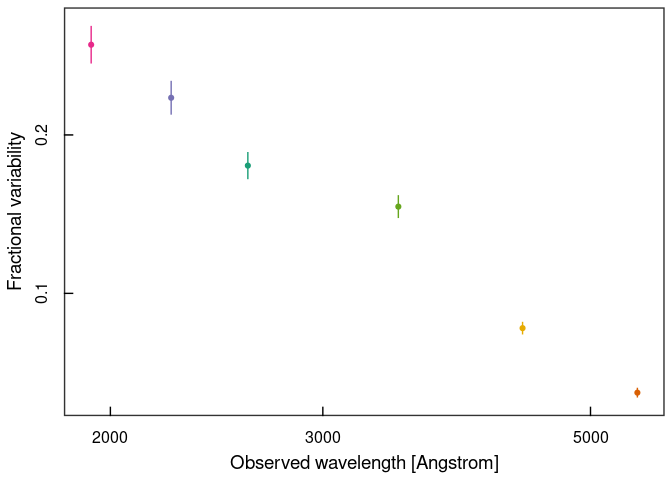 Fractional variability
0.2
0.1
2000 3000 5000
Observed wavelength [Angstrom]